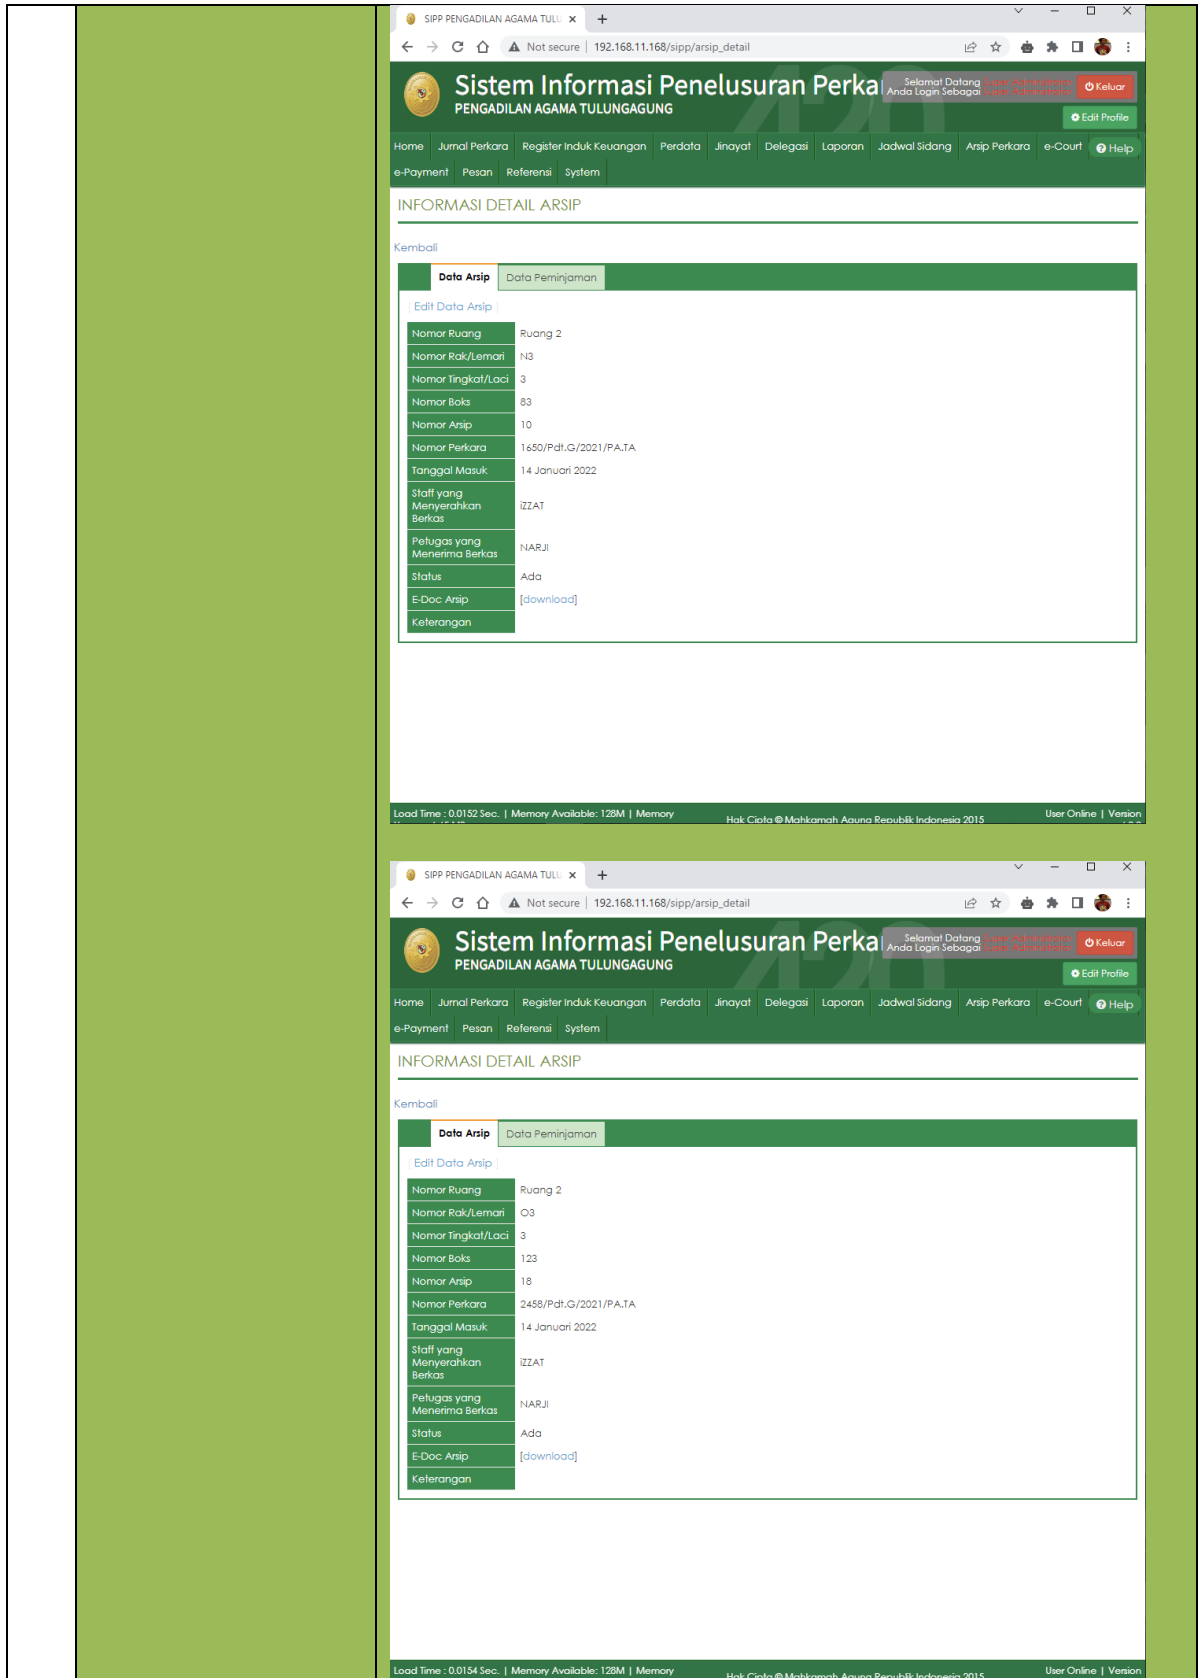 SIPP PENGADILAN AGAMA TULU
Not secure | 192.168.11.168/sipp/arsip_detail
Sistem Informasi Penelusuran Perka
PENGADILAN AGAMA TULUNGAGUNG
420
Selamat Datang Super Administrator
Anda Login Sebagai Super Administrator
Keluar
Edit Profile
Home Jurnal Perkara Register Induk Keuangan Perdata Jinayat Delegasi Laporan Jadwal Sidang Arsip Perkara e-Court Help
e-Payment Pesan Referensi System
INFORMASI DETAIL ARSIP
Kembali
Data Arsip Data Peminjaman
Edit Data Arsip
Nomor Ruang Ruang 2
Nomor Rak/Lemari N3
Nomor Tingkat/Laci 3
Nomor Boks 83
Nomor Arsip 10
Nomor Perkara 1650/Pdt.G/2021/PA.TA
Tanggal Masuk 14 Januari 2022
Staff yang
Menyerahkan
Berkas
iZZAT
Petugas yang
Menerima Berkas
NARJI
Status Ada
E-Doc Arsip [download]
Keterangan
Load Time : 0.0152 Sec. | Memory Available: 128M | Memory
Hak Cipta © Mahkamah Agung Republik Indonesia 2015
User Online | Version
SIPP PENGADILAN AGAMA TULU
Not secure | 192.168.11.168/sipp/arsip_detail
Sistem Informasi Penelusuran Perka
PENGADILAN AGAMA TULUNGAGUNG
420
Selamat Datang Super Administrator
Anda Login Sebagai Super Administrator
Keluar
Edit Profile
Home Jurnal Perkara Register Induk Keuangan Perdata Jinayat Delegasi Laporan Jadwal Sidang Arsip Perkara e-Court Help
e-Payment Pesan Referensi System
INFORMASI DETAIL ARSIP
Kembali
Data Arsip Data Peminjaman
Edit Data Arsip
Nomor Ruang Ruang 2
Nomor Rak/Lemari O3
Nomor Tingkat/Laci 3
Nomor Boks 123
Nomor Arsip 18
Nomor Perkara 2458/Pdt.G/2021/PA.TA
Tanggal Masuk 14 Januari 2022
Staff yang
Menyerahkan
Berkas
iZZAT
Petugas yang
Menerima Berkas
NARJI
Status Ada
E-Doc Arsip [download]
Keterangan
Load Time : 0.0154 Sec. | Memory Available: 128M | Memory
Hak Cipta © Mahkamah Agung Republik Indonesia 2015
User Online | Version